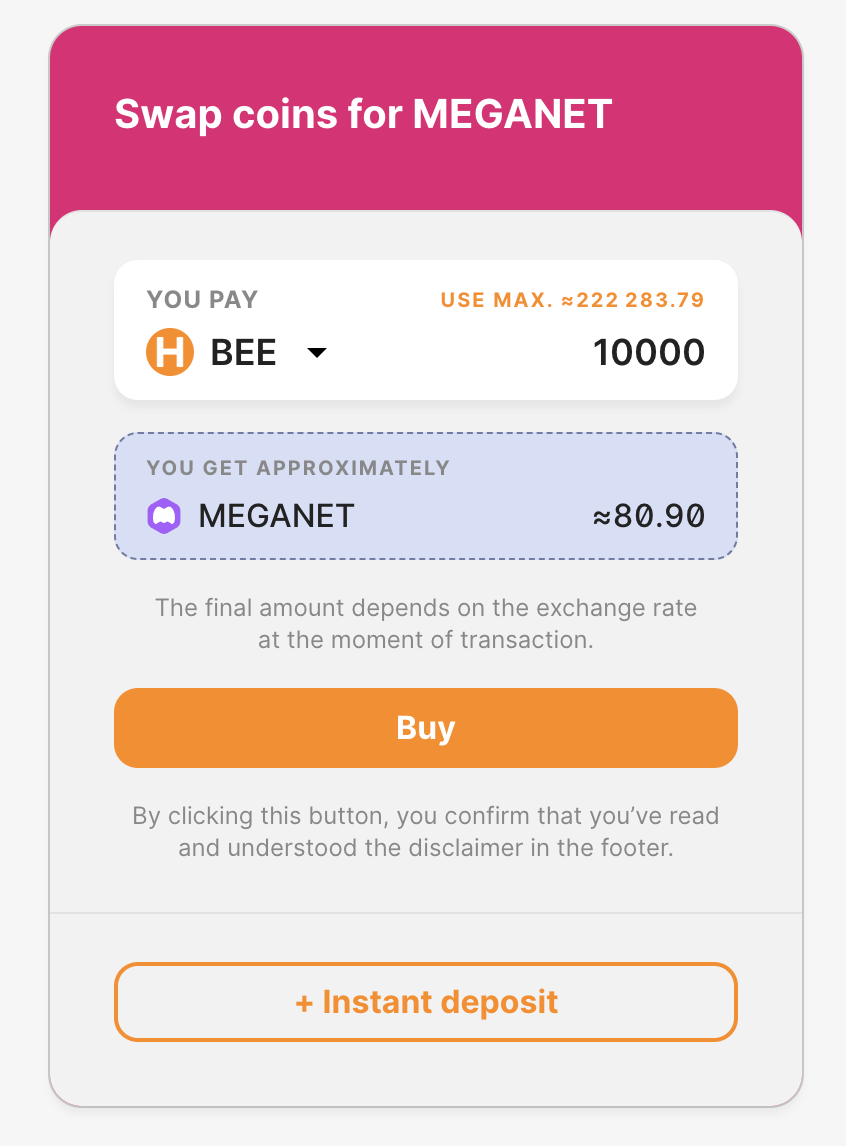 Swap coins for MEGANET
YOU PAY
USE MAX. ≈222 283.79
BEE
10000
YOU GET APPROXIMATELY
MEGANET
≈80.90
The final amount depends on the exchange rate
at the moment of transaction.
Buy
By clicking this button, you confirm that you’ve read
and understood the disclaimer in the footer.
+ Instant deposit